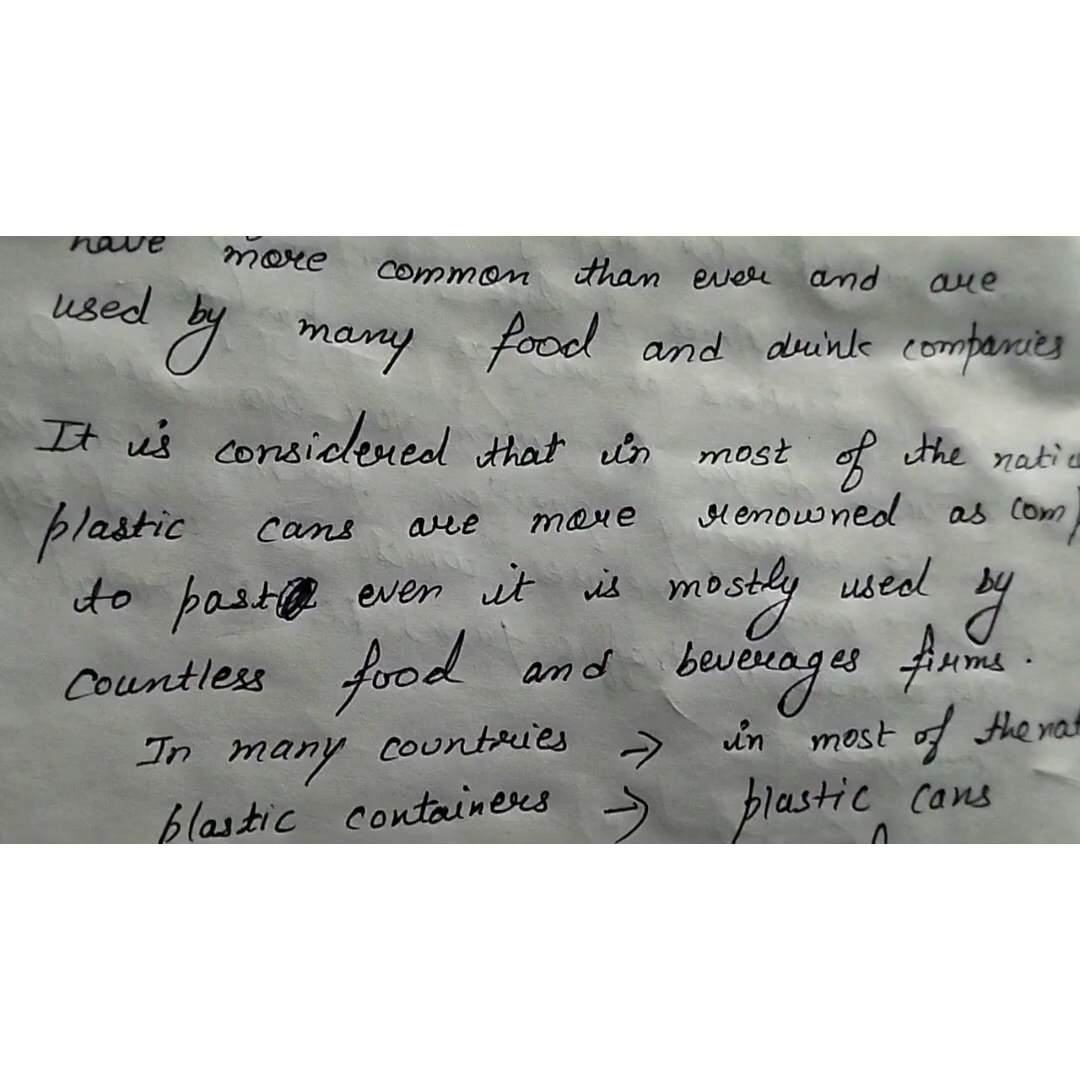 have more common than ever and are
used by many food and drink companies
It is considered that in most of the
plastic cans are more renowned as
to past even it is mostly used by
countless food and beverages firms.
In many countries → in most of the
plastic containers → plastic cans